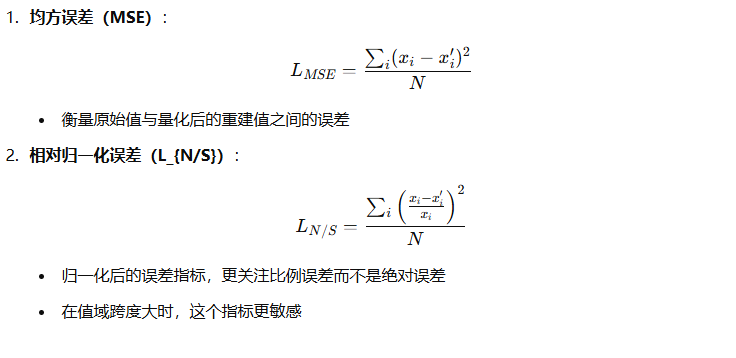 1. 均方误差（MSE）：
L_{MSE} = \frac{\sum_i (x_i - x_i')^2}{N}
• 衡量原始值与量化后的重建值之间的误差
2. 相对归一化误差（L_{N/S}）：
L_{N/S} = \frac{\sum_i \left( \frac{x_i - x_i'}{x_i} \right)^2}{N}
• 归一化后的误差指标，更关注比例误差而不是绝对误差
• 在值域跨度大时，这个指标更敏感